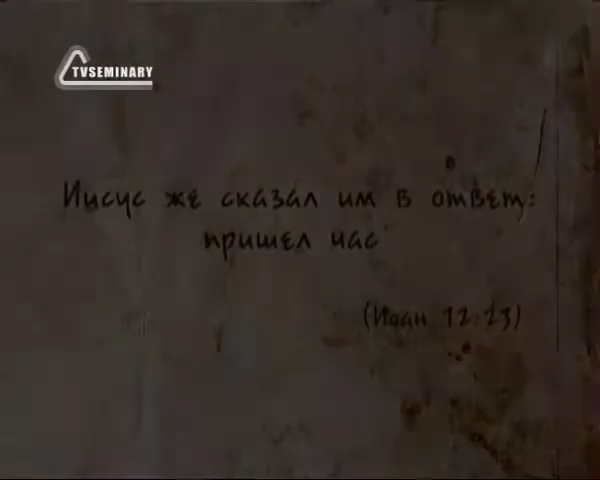 TVSEMINARY
Иисус же сказал им в ответ:
пришел час
(Иоан 12:23)